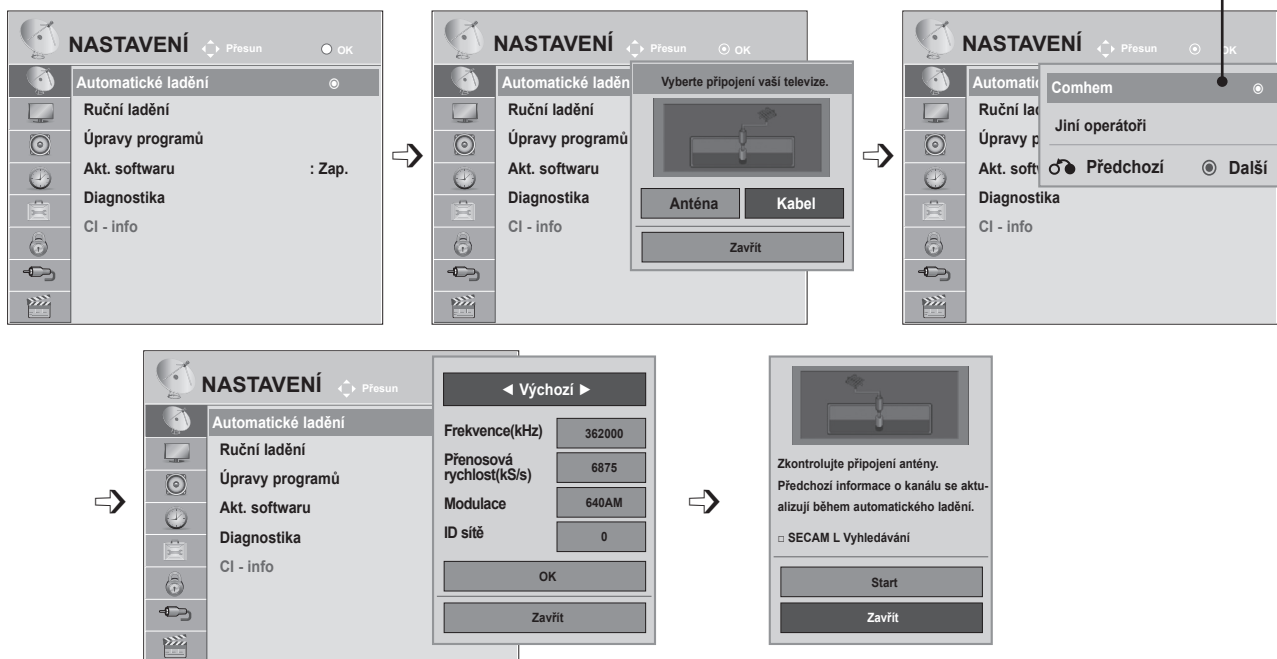 NASTAVENÍ Přesun OK
Automatické ladění
Ruční ladění
Úpravy programů
Akt. softwaru : Zap.
Diagnostika
CI - info
NASTAVENÍ Přesun OK
Automatické laděn
Ruční ladění
Úpravy programů
Akt. softwaru
Diagnostika
CI - info
Vyberte připojení vaší televize.
Anténa Kabel
Zavřít
NASTAVENÍ Přesun OK
Automatic
Ruční lad
Úpravy p
Akt. softw
Diagnostika
CI - info
Comhem
Jiní operátoři
Předchozí Další
NASTAVENÍ Přesun
Automatické ladění
Ruční ladění
Úpravy programů
Akt. softwaru
Diagnostika
CI - info
◄ Výchozí ►
Frekvence(kHz) 362000
Přenosová
rychlost(kS/s) 6875
Modulace 640AM
ID sítě 0
OK
Zavřít
Zkontrolujte připojení antény.
Předchozí informace o kanálu se aktu-
alizují během automatického ladění.
□ SECAM L Vyhledávání
Start
Zavřít